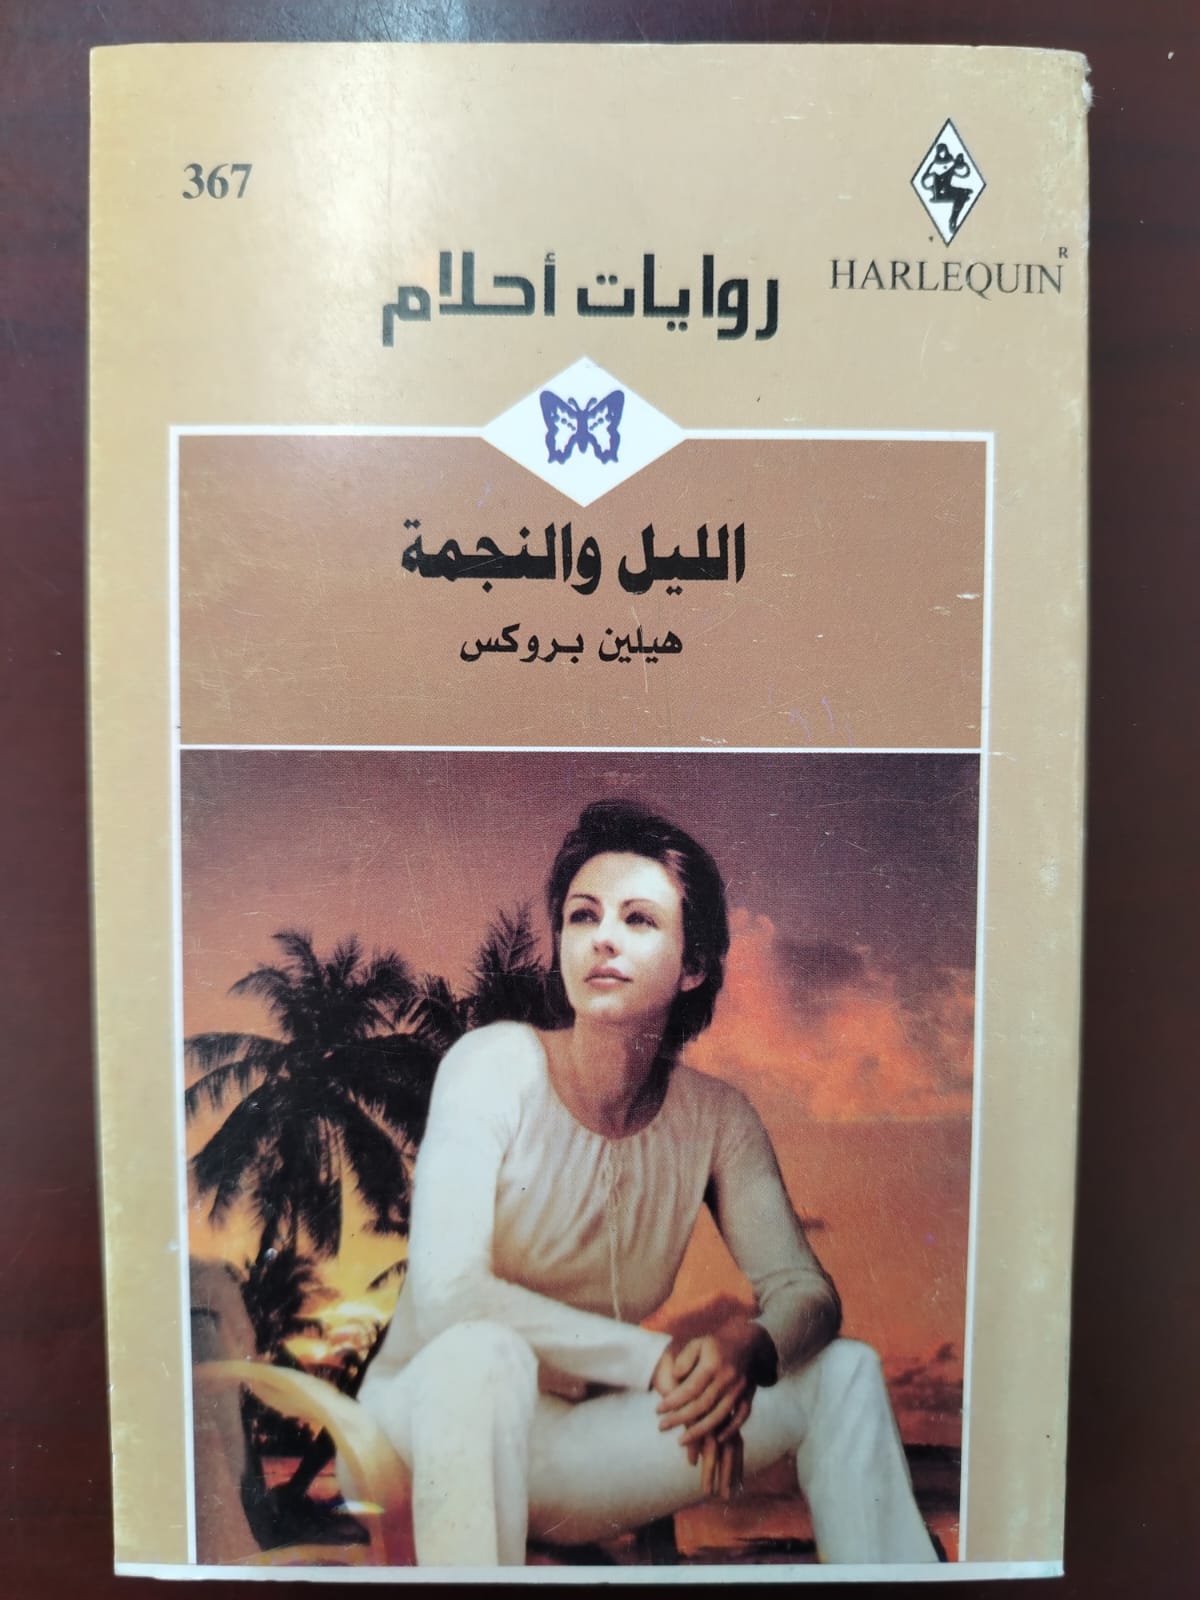 367
HARLEQUIN R
روايات أحلام
الليل والنجمة
هيلين بروكس